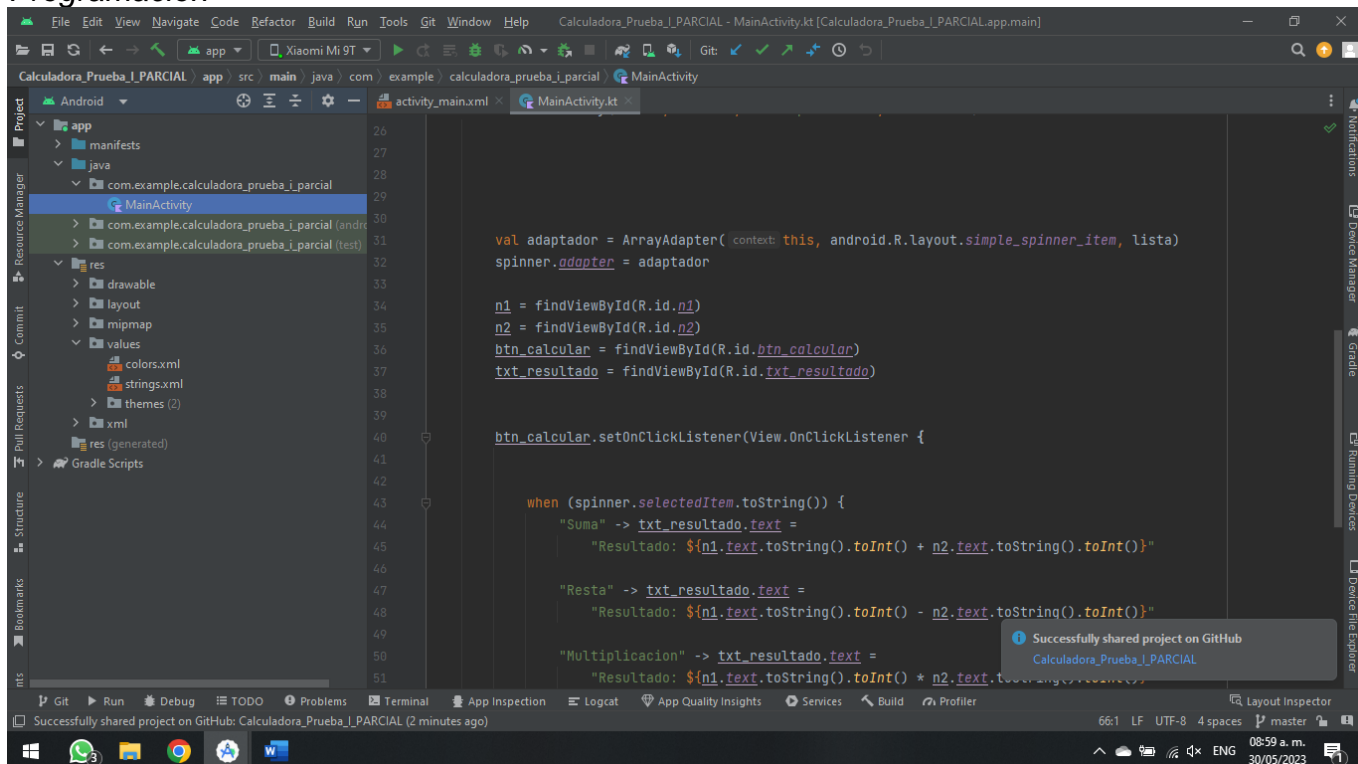 Programación
File Edit View Navigate Code Refactor Build Run Tools Git Window Help Calculadora_Prueba_I_PARCIAL - MainActivity.kt [Calculadora_Prueba_I_PARCIAL.app.main]
app Xiaomi Mi 9T Git:
Calculadora_Prueba_I_PARCIAL app src main java com example calculadora_prueba_i_parcial MainActivity
Android activity_main.xml MainActivity.kt
Project
Resource Manager
Commit
Pull Requests
Structure
Bookmarks
app
manifests
java
com.example.calculadora_prueba_i_parcial
MainActivity
com.example.calculadora_prueba_i_parcial (andr
com.example.calculadora_prueba_i_parcial (test)
res
drawable
layout
mipmap
values
colors.xml
strings.xml
themes (2)
xml
res (generated)
Gradle Scripts
26
27
28
29
30
31 val adaptador = ArrayAdapter( context: this, android.R.layout.simple_spinner_item, lista)
32 spinner.adapter = adaptador
33
34 n1 = findViewById(R.id.n1)
35 n2 = findViewById(R.id.n2)
36 btn_calcular = findViewById(R.id.btn_calcular)
37 txt_resultado = findViewById(R.id.txt_resultado)
38
39
40 btn_calcular.setOnClickListener(View.OnClickListener {
41
42
43 when (spinner.selectedItem.toString()) {
44 "Suma" -> txt_resultado.text =
45 "Resultado: ${n1.text.toString().toInt() + n2.text.toString().toInt()}"
46
47 "Resta" -> txt_resultado.text =
48 "Resultado: ${n1.text.toString().toInt() - n2.text.toString().toInt()}"
49
50 "Multiplicacion" -> txt_resultado.text =
51 "Resultado: ${n1.text.toString().toInt() * n2.text.
Notifications
Device Manager
Gradle
Running Devices
Device File Explorer
Successfully shared project on GitHub
Calculadora_Prueba_I_PARCIAL
Git Run Debug TODO Problems Terminal App Inspection Logcat App Quality Insights Services Build Profiler Layout Inspector
Successfully shared project on GitHub: Calculadora_Prueba_I_PARCIAL (2 minutes ago) 66:1 LF UTF-8 4 spaces master
3 W ENG 08:59 a. m. 1
30/05/2023